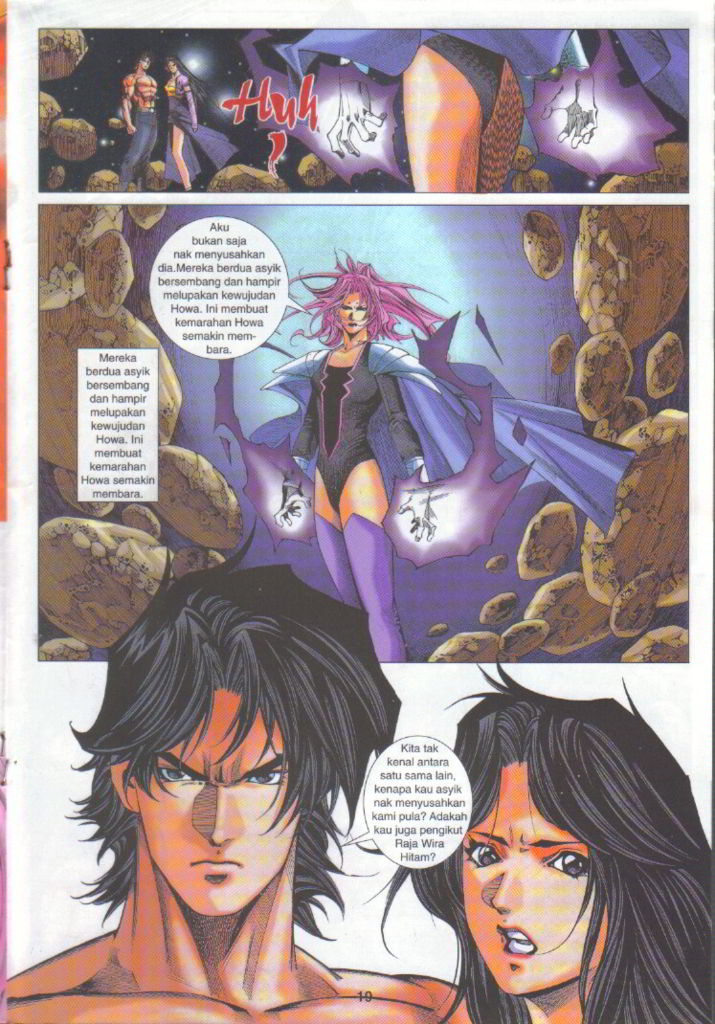 Huh
Aku
bukan saja
nak menyusahkan
dia.Mereka berdua asyik
bersembang dan hampir
melupakan kewujudan
Howa. Ini membuat
kemarahan Howa
semakin mem-
bara.
Mereka
berdua asyik
bersembang
dan hampir
melupakan
kewujudan
Howa. Ini
membuat
kemarahan
Howa semakin
membara.
Kita tak
kenal antara
satu sama lain,
kenapa kau asyik
nak menyusahkan
kami pula? Adakah
kau juga pengikut
Raja Wira
Hitam?
19